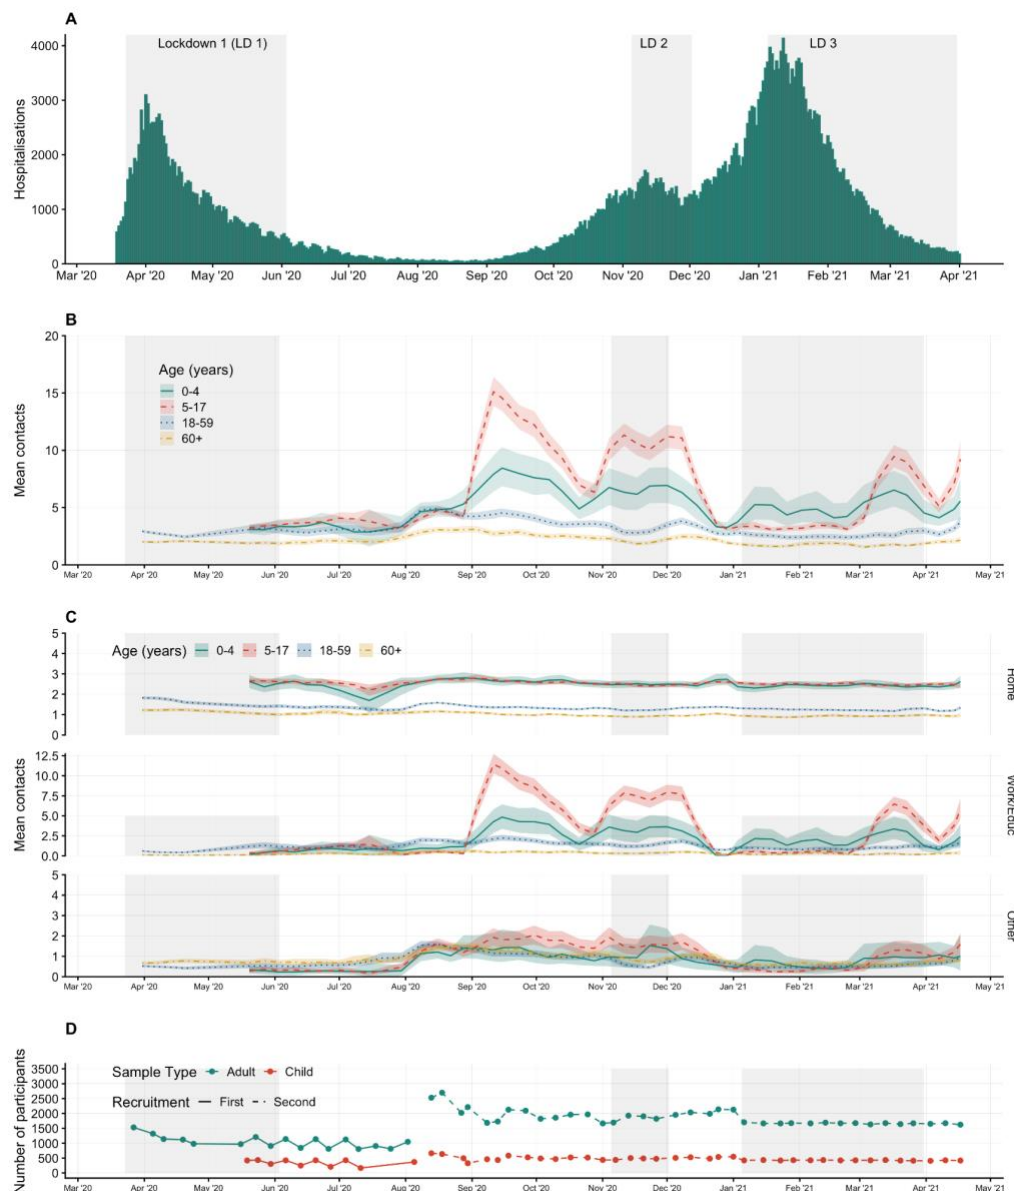 A
Lockdown 1 (LD 1) LD 2 LD 3
Hospitalisations
4000
3000
2000
1000
0
Mar '20 Apr '20 May '20 Jun '20 Jul '20 Aug '20 Sep '20 Oct '20 Nov '20 Dec '20 Jan '21 Feb '21 Mar '21 Apr '21
B
Mean contacts
20
15
10
5
0
Age (years)
0-4
5-17
18-59
60+
Mar '20 Apr '20 May '20 Jun '20 Jul '20 Aug '20 Sep '20 Oct '20 Nov '20 Dec '20 Jan '21 Feb '21 Mar '21 Apr '21 May '21
C
Age (years) 0-4 5-17 18-59 60+
5
4
3
2
1
0
Home
Mean contacts
12.5
10.0
7.5
5.0
2.5
0.0
Work/Educ
5
4
3
2
1
0
Other
Mar '20 Apr '20 May '20 Jun '20 Jul '20 Aug '20 Sep '20 Oct '20 Nov '20 Dec '20 Jan '21 Feb '21 Mar '21 Apr '21 May '21
D
Number of participants
3500
3000
2500
2000
1500
1000
500
0
Sample Type Adult Child
Recruitment First Second
Mar '20 Apr '20 May '20 Jun '20 Jul '20 Aug '20 Sep '20 Oct '20 Nov '20 Dec '20 Jan '21 Feb '21 Mar '21 Apr '21 May '21